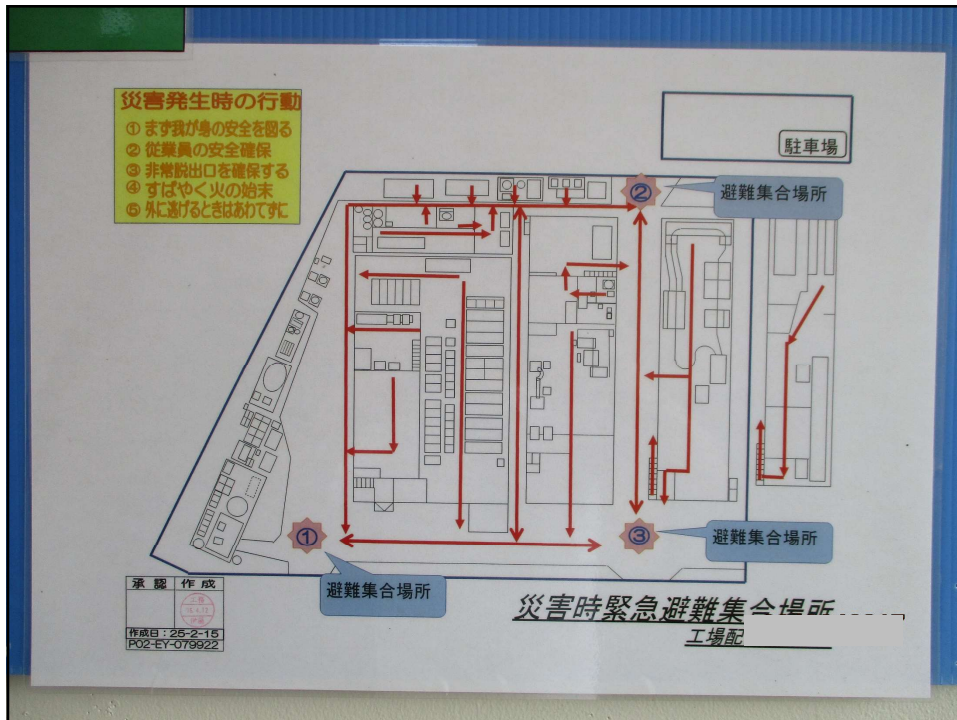 災害発生時の行動
① まず我が身の安全を図る
② 従業員の安全確保
③ 非常脱出口を確保する
④ すばやく火の始末
⑤ 外に逃げるときはあわてずに
駐車場
②
避難集合場所
①
避難集合場所
③
避難集合場所
承認 作成
作成日:25-2-15
PO2-EY-079922
災害時緊急避難集合場所
工場配